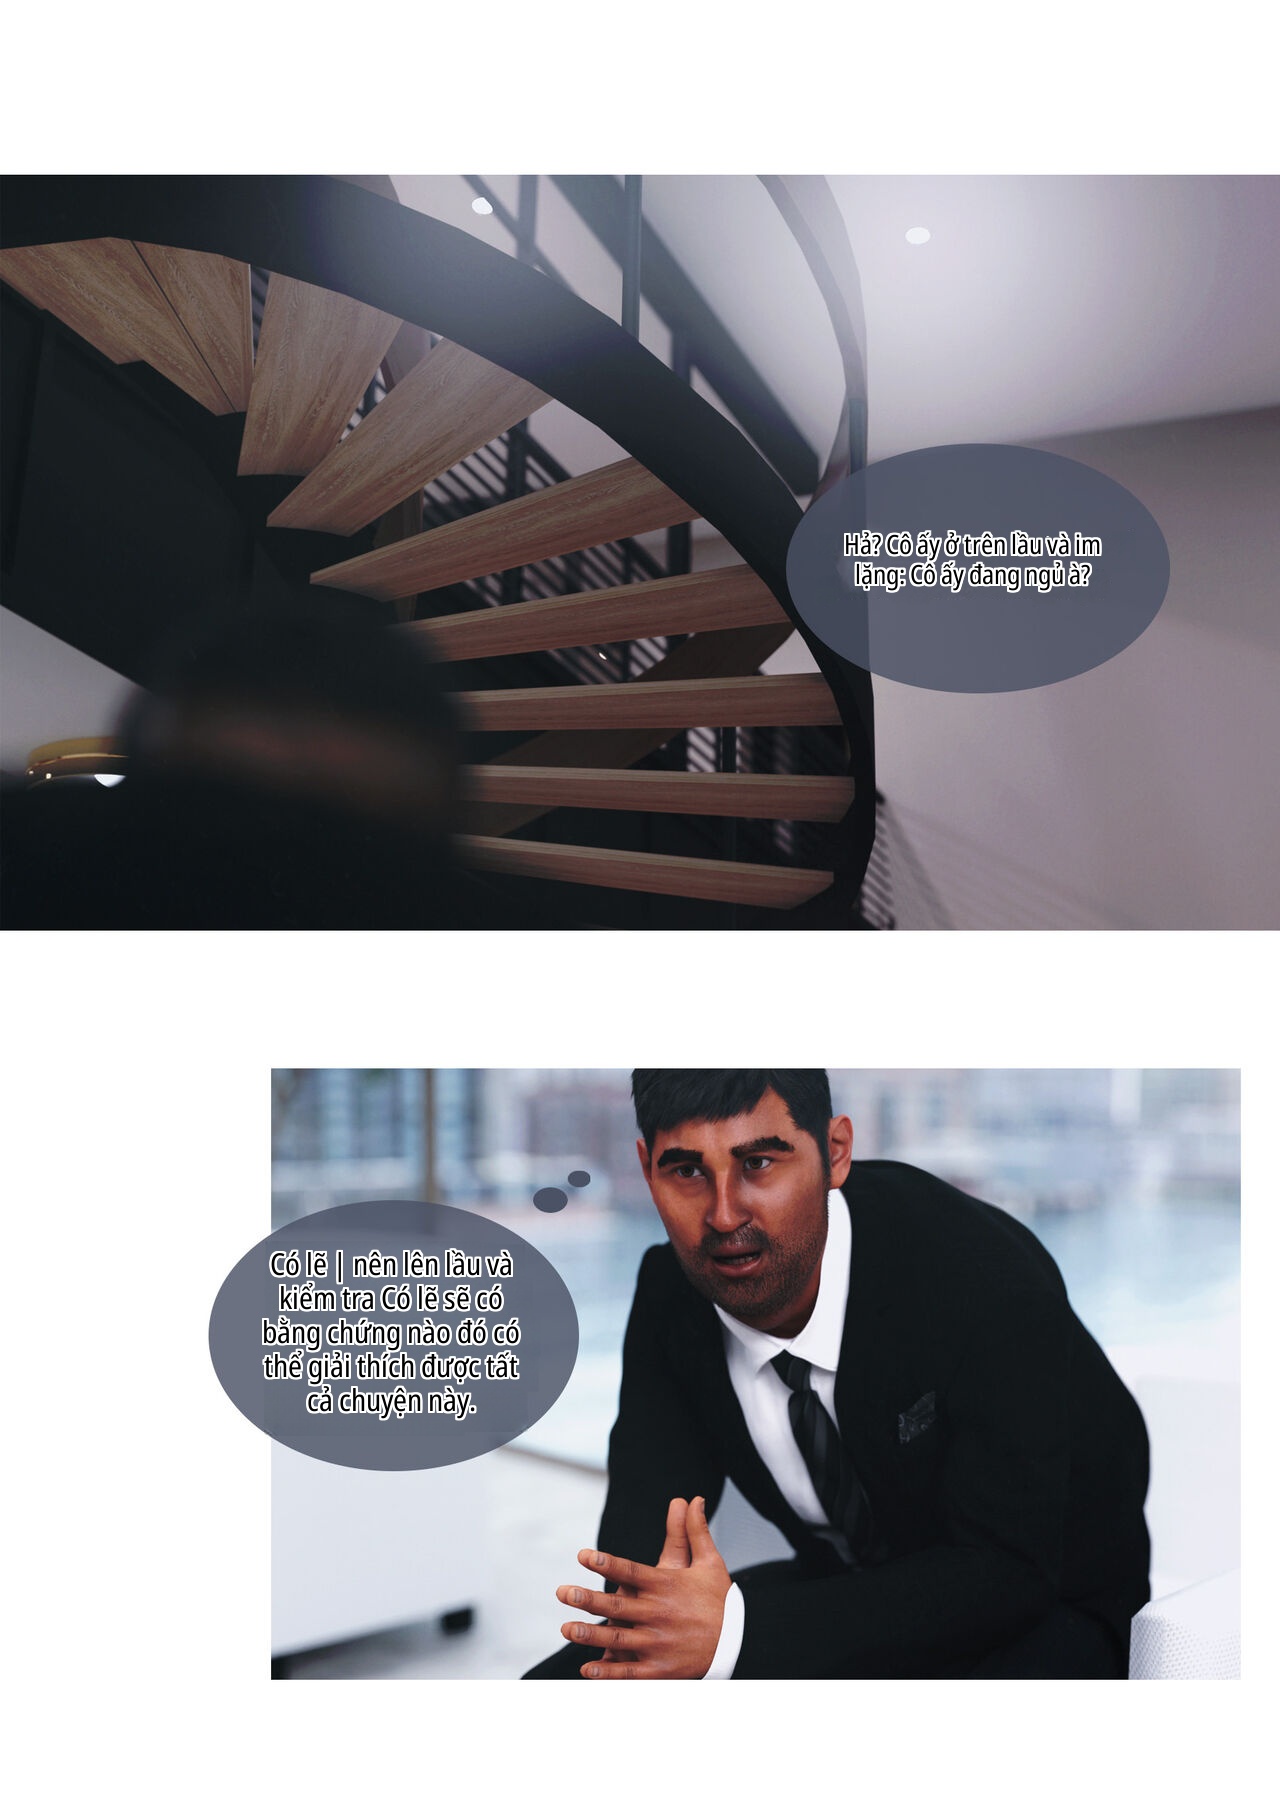 Hả? Cô ấy ở trên lầu và im
lặng: Cô ấy đang ngủ à?
Có lẽ | nên lên lầu và
kiểm tra Có lẽ sẽ có
bằng chứng nào đó có
thể giải thích được tất
cả chuyện này.